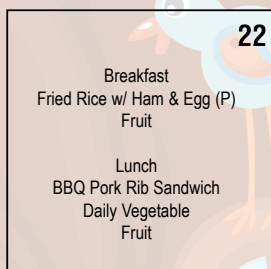 22
Breakfast
Fried Rice w/ Ham & Egg (P)
Fruit
Lunch
BBQ Pork Rib Sandwich
Daily Vegetable
Fruit